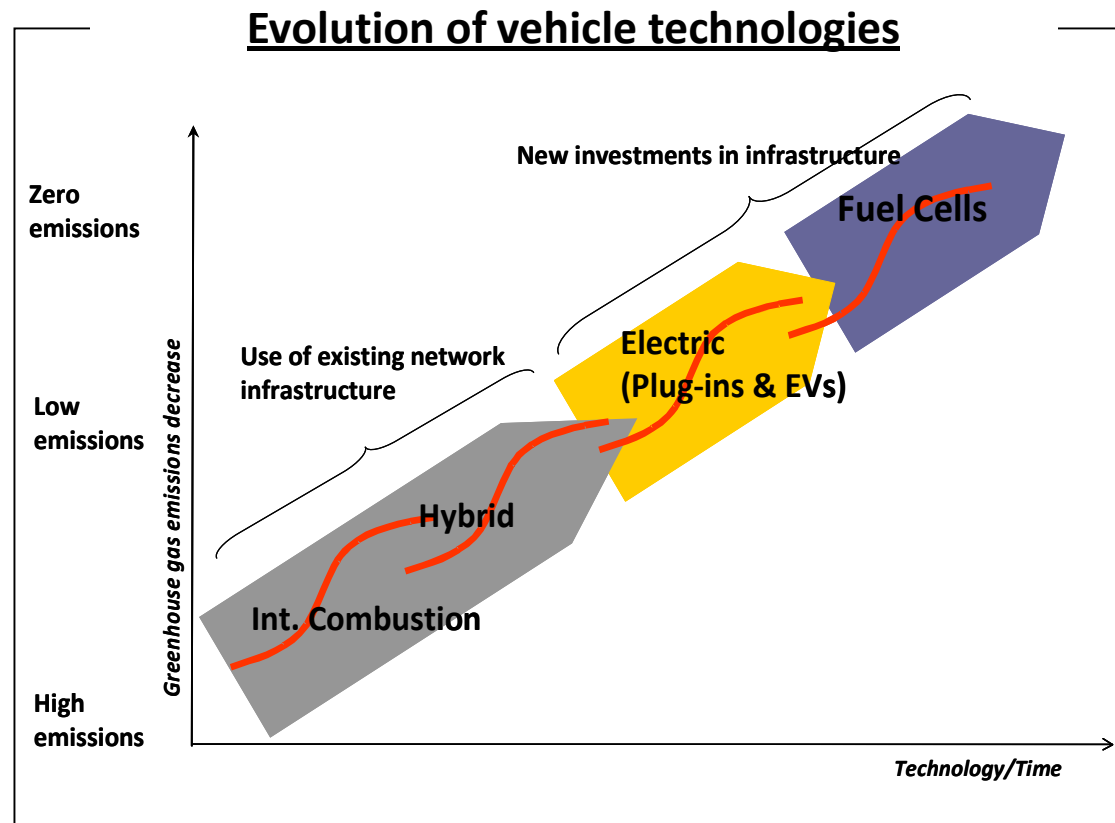 Evolution of vehicle technologies
New investments in infrastructure
Zero
emissions
Fuel Cells
Use of existing network
infrastructure
Electric
(Plug-ins & EVs)
Low
emissions
Greenhouse gas emissions decrease
Hybrid
Int. Combustion
High
emissions
Technology/Time